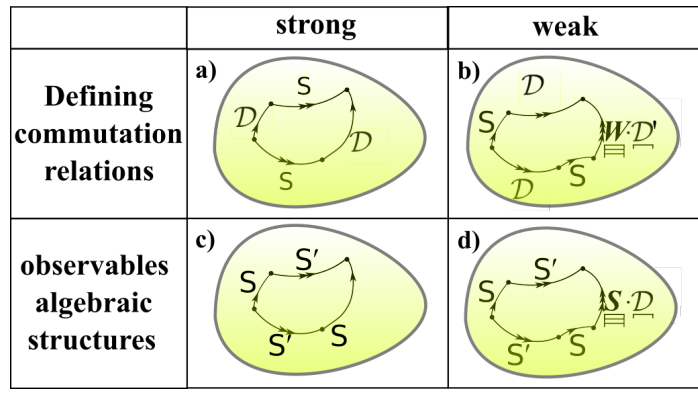 strong
weak
Defining
commutation
relations
a)
S
𝒟
𝒟
S
b)
𝒟
S
W·𝒟'
𝒟
S
observables
algebraic
structures
c)
S'
S
S'
S
d)
S'
S
S·𝒟
S'
S